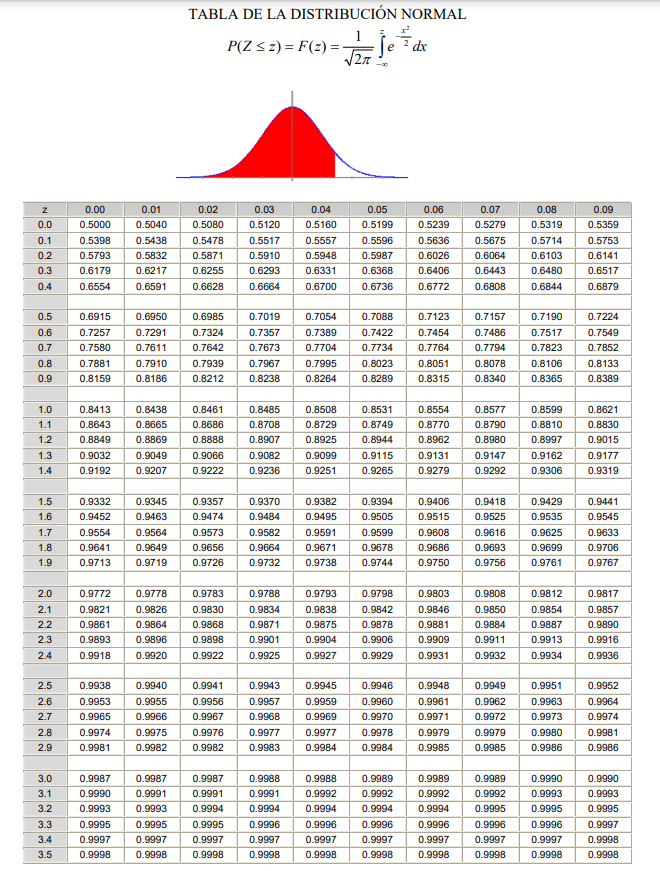 TABLA DE LA DISTRIBUCIÓN NORMAL
P(Z ≤ z) = F(z) = 1/√2π ∫_{-∞}^{z} e^{-x²/2} dx
z 0.00 0.01 0.02 0.03 0.04 0.05 0.06 0.07 0.08 0.09
0.0 0.5000 0.5040 0.5080 0.5120 0.5160 0.5199 0.5239 0.5279 0.5319 0.5359
0.1 0.5398 0.5438 0.5478 0.5517 0.5557 0.5596 0.5636 0.5675 0.5714 0.5753
0.2 0.5793 0.5832 0.5871 0.5910 0.5948 0.5987 0.6026 0.6064 0.6103 0.6141
0.3 0.6179 0.6217 0.6255 0.6293 0.6331 0.6368 0.6406 0.6443 0.6480 0.6517
0.4 0.6554 0.6591 0.6628 0.6664 0.6700 0.6736 0.6772 0.6808 0.6844 0.6879
0.5 0.6915 0.6950 0.6985 0.7019 0.7054 0.7088 0.7123 0.7157 0.7190 0.7224
0.6 0.7257 0.7291 0.7324 0.7357 0.7389 0.7422 0.7454 0.7486 0.7517 0.7549
0.7 0.7580 0.7611 0.7642 0.7673 0.7704 0.7734 0.7764 0.7794 0.7823 0.7852
0.8 0.7881 0.7910 0.7939 0.7967 0.7995 0.8023 0.8051 0.8078 0.8106 0.8133
0.9 0.8159 0.8186 0.8212 0.8238 0.8264 0.8289 0.8315 0.8340 0.8365 0.8389
1.0 0.8413 0.8438 0.8461 0.8485 0.8508 0.8531 0.8554 0.8577 0.8599 0.8621
1.1 0.8643 0.8665 0.8686 0.8708 0.8729 0.8749 0.8770 0.8790 0.8810 0.8830
1.2 0.8849 0.8869 0.8888 0.8907 0.8925 0.8944 0.8962 0.8980 0.8997 0.9015
1.3 0.9032 0.9049 0.9066 0.9082 0.9099 0.9115 0.9131 0.9147 0.9162 0.9177
1.4 0.9192 0.9207 0.9222 0.9236 0.9251 0.9265 0.9279 0.9292 0.9306 0.9319
1.5 0.9332 0.9345 0.9357 0.9370 0.9382 0.9394 0.9406 0.9418 0.9429 0.9441
1.6 0.9452 0.9463 0.9474 0.9484 0.9495 0.9505 0.9515 0.9525 0.9535 0.9545
1.7 0.9554 0.9564 0.9573 0.9582 0.9591 0.9599 0.9608 0.9616 0.9625 0.9633
1.8 0.9641 0.9649 0.9656 0.9664 0.9671 0.9678 0.9686 0.9693 0.9699 0.9706
1.9 0.9713 0.9719 0.9726 0.9732 0.9738 0.9744 0.9750 0.9756 0.9761 0.9767
2.0 0.9772 0.9778 0.9783 0.9788 0.9793 0.9798 0.9803 0.9808 0.9812 0.9817
2.1 0.9821 0.9826 0.9830 0.9834 0.9838 0.9842 0.9846 0.9850 0.9854 0.9857
2.2 0.9861 0.9864 0.9868 0.9871 0.9875 0.9878 0.9881 0.9884 0.9887 0.9890
2.3 0.9893 0.9896 0.9898 0.9901 0.9904 0.9906 0.9909 0.9911 0.9913 0.9916
2.4 0.9918 0.9920 0.9922 0.9925 0.9927 0.9929 0.9931 0.9932 0.9934 0.9936
2.5 0.9938 0.9940 0.9941 0.9943 0.9945 0.9946 0.9948 0.9949 0.9951 0.9952
2.6 0.9953 0.9955 0.9956 0.9957 0.9959 0.9960 0.9961 0.9962 0.9963 0.9964
2.7 0.9965 0.9966 0.9967 0.9968 0.9969 0.9970 0.9971 0.9972 0.9973 0.9974
2.8 0.9974 0.9975 0.9976 0.9977 0.9977 0.9978 0.9979 0.9979 0.9980 0.9981
2.9 0.9981 0.9982 0.9982 0.9983 0.9984 0.9984 0.9985 0.9985 0.9986 0.9986
3.0 0.9987 0.9987 0.9987 0.9988 0.9988 0.9989 0.9989 0.9989 0.9990 0.9990
3.1 0.9990 0.9991 0.9991 0.9991 0.9992 0.9992 0.9992 0.9992 0.9993 0.9993
3.2 0.9993 0.9993 0.9994 0.9994 0.9994 0.9994 0.9994 0.9995 0.9995 0.9995
3.3 0.9995 0.9995 0.9995 0.9996 0.9996 0.9996 0.9996 0.9996 0.9996 0.9997
3.4 0.9997 0.9997 0.9997 0.9997 0.9997 0.9997 0.9997 0.9997 0.9997 0.9998
3.5 0.9998 0.9998 0.9998 0.9998 0.9998 0.9998 0.9998 0.9998 0.9998 0.9998